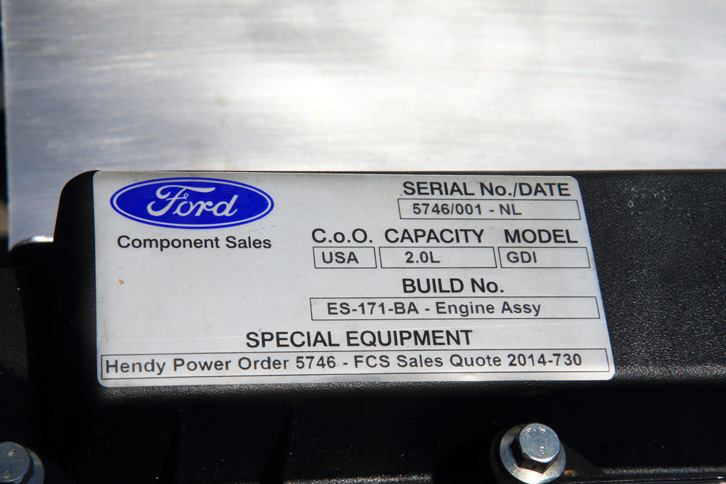 Ford
Component Sales
SERIAL No./DATE
5746/001 - NL
C.o.O. CAPACITY MODEL
USA 2.0L GDI
BUILD No.
ES-171-BA - Engine Assy
SPECIAL EQUIPMENT
Hendy Power Order 5746 - FCS Sales Quote 2014-730